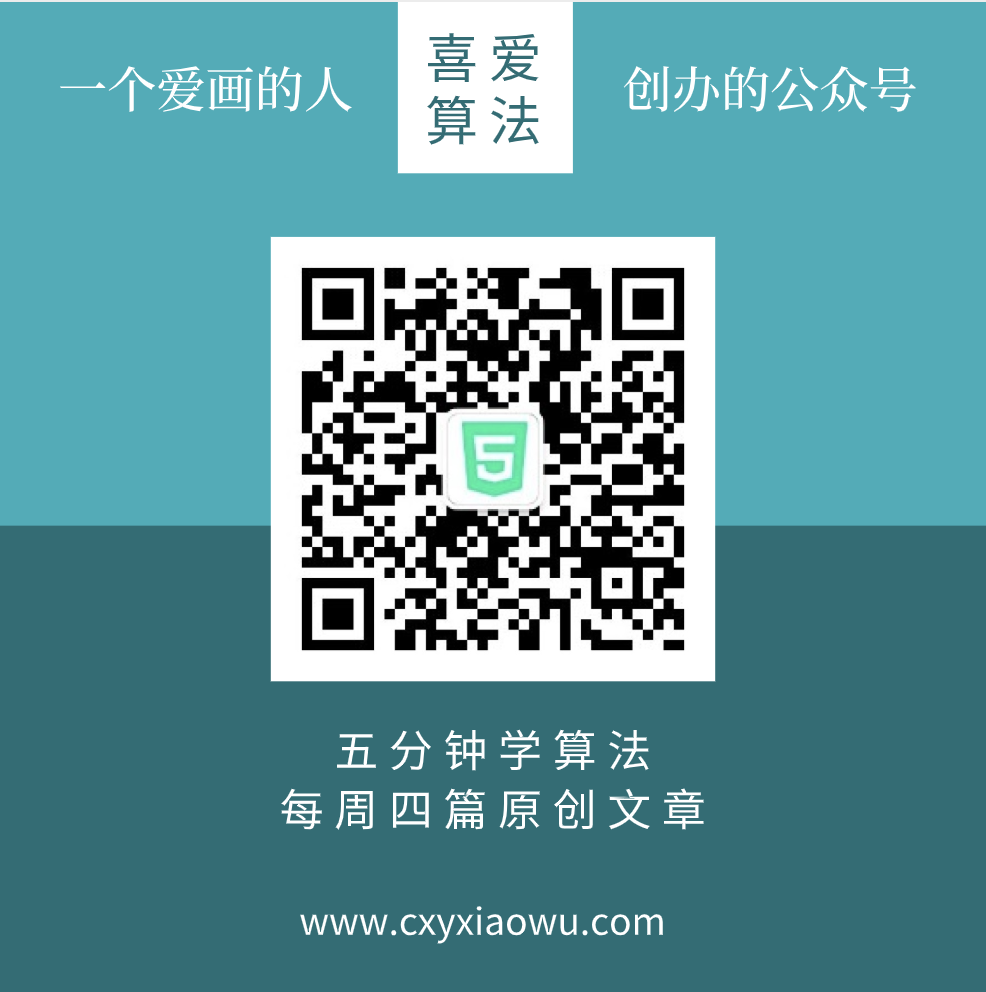 一个爱画的人
喜爱
算法
创办的公众号
5
五分钟学算法
每周四篇原创文章
www.cxyxiaowu.com